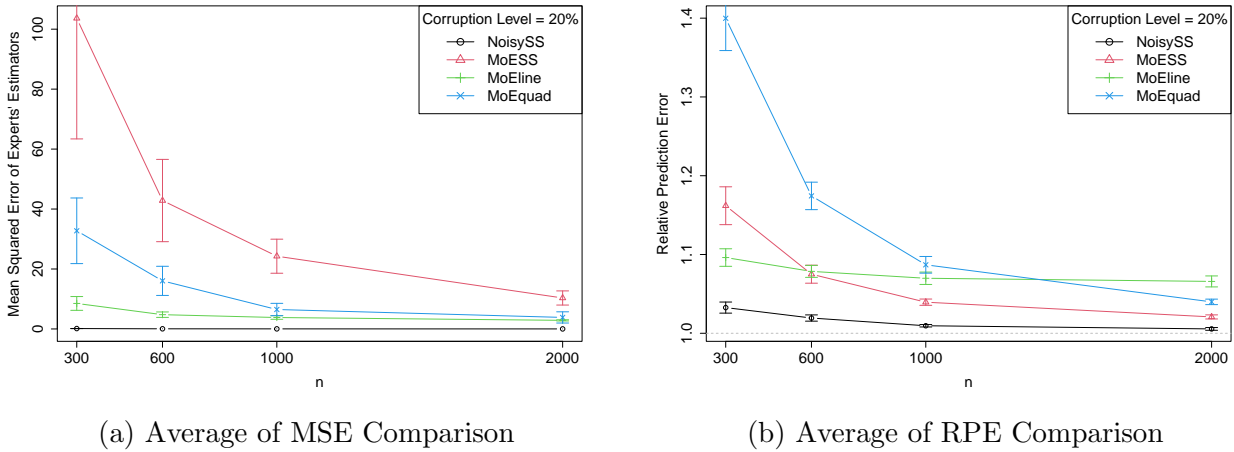 Mean Squared Error of Experts' Estimators
100
80
60
40
20
0
300
600
1000
2000
n
Corruption Level = 20%
NoisySS
MoESS
MoEline
MoEquad
(a) Average of MSE Comparison
Relative Prediction Error
1.4
1.3
1.2
1.1
1.0
300
600
1000
2000
n
Corruption Level = 20%
NoisySS
MoESS
MoEline
MoEquad
(b) Average of RPE Comparison